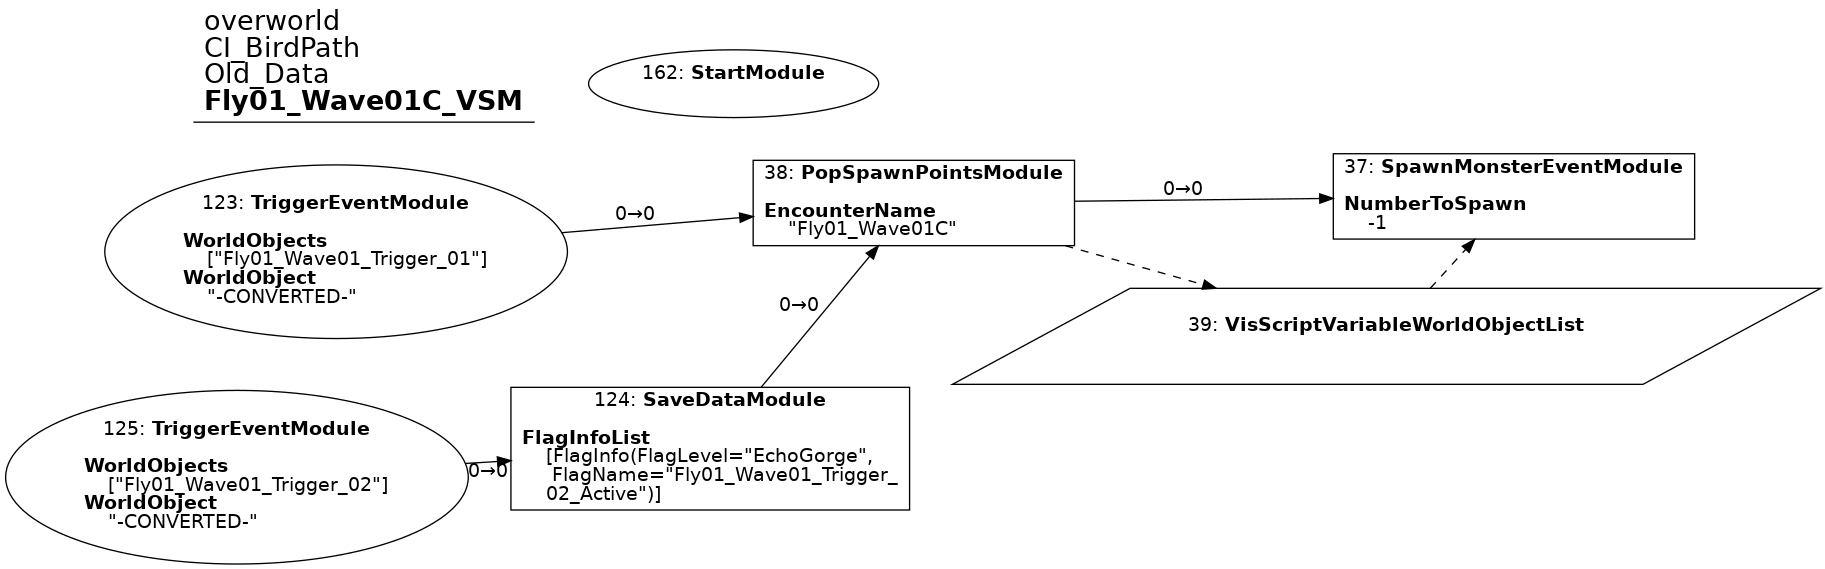 overworld
CI_BirdPath
Old_Data
Fly01_Wave01C_VSM
162: StartModule
123: TriggerEventModule
WorldObjects
["Fly01_Wave01_Trigger_01"]
WorldObject
"-CONVERTED-"
0→0
38: PopSpawnPointsModule
EncounterName
"Fly01_Wave01C"
0→0
37: SpawnMonsterEventModule
NumberToSpawn
-1
0→0
39: VisScriptVariableWorldObjectList
125: TriggerEventModule
WorldObjects
["Fly01_Wave01_Trigger_02"]
WorldObject
"-CONVERTED-"
0→0
124: SaveDataModule
FlagInfoList
[FlagInfo(FlagLevel="EchoGorge",
FlagName="Fly01_Wave01_Trigger_
02_Active")]